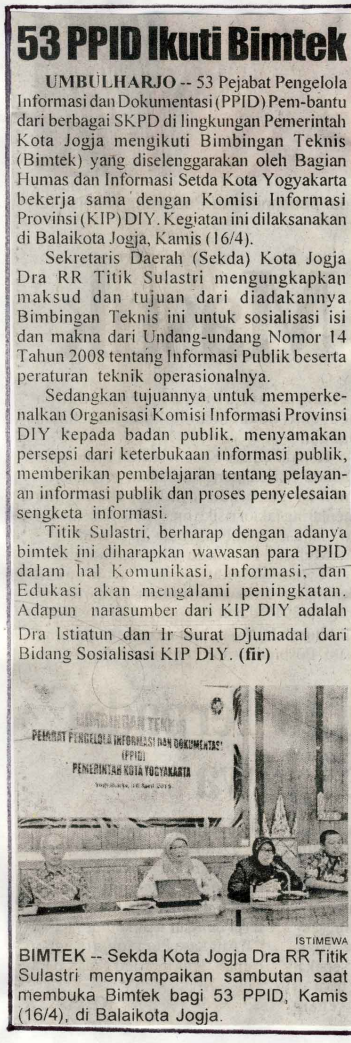 53 PPID Ikuti Bimtek
UMBULHARJO -- 53 Pejabat Pengelola
Informasi dan Dokumentasi (PPID) Pem-bantu
dari berbagai SKPD di lingkungan Pemerintah
Kota Jogja mengikuti Bimbingan Teknis
(Bimtek) yang diselenggarakan oleh Bagian
Humas dan Informasi Setda Kota Yogyakarta
bekerja sama dengan Komisi Informasi
Provinsi (KIP) DIY. Kegiatan ini dilaksanakan
di Balaikota Jogja, Kamis (16/4).
Sekretaris Daerah (Sekda) Kota Jogja
Dra RR Titik Sulastri mengungkapkan
maksud dan tujuan dari diadakannya
Bimbingan Teknis ini untuk sosialisasi isi
dan makna dari Undang-undang Nomor 14
Tahun 2008 tentang Informasi Publik beserta
peraturan teknik operasionalnya.
Sedangkan tujuannya untuk memperke-
nalkan Organisasi Komisi Informasi Provinsi
DIY kepada badan publik, menyamakan
persepsi dari keterbukaan informasi publik,
memberikan pembelajaran tentang pelayan-
an informasi publik dan proses penyelesaian
sengketa informasi.
Titik Sulastri, berharap dengan adanya
bimtek ini diharapkan wawasan para PPID
dalam hal Komunikasi, Informasi, dan
Edukasi akan mengalami peningkatan.
Adapun narasumber dari KIP DIY adalah
Dra Istiatun dan Ir Surat Djumadal dari
Bidang Sosialisasi KIP DIY. (fir)
BIMBINGAN TEKNIS
PEJABAT PENGELOLA INFORMASI DAN DOKUMENTASI
(PPID)
PEMERINTAH KOTA YOGYAKARTA
Yogyakarta, 16 April 2015
ISTIMEWA
BIMTEK -- Sekda Kota Jogja Dra RR Titik
Sulastri menyampaikan sambutan saat
membuka Bimtek bagi 53 PPID, Kamis
(16/4), di Balaikota Jogja.